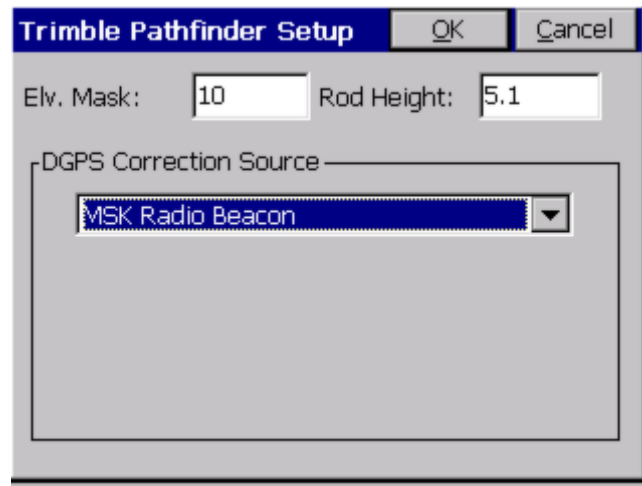 Trimble Pathfinder Setup OK Cancel
Elv. Mask: 10 Rod Height: 5.1
DGPS Correction Source
MSK Radio Beacon